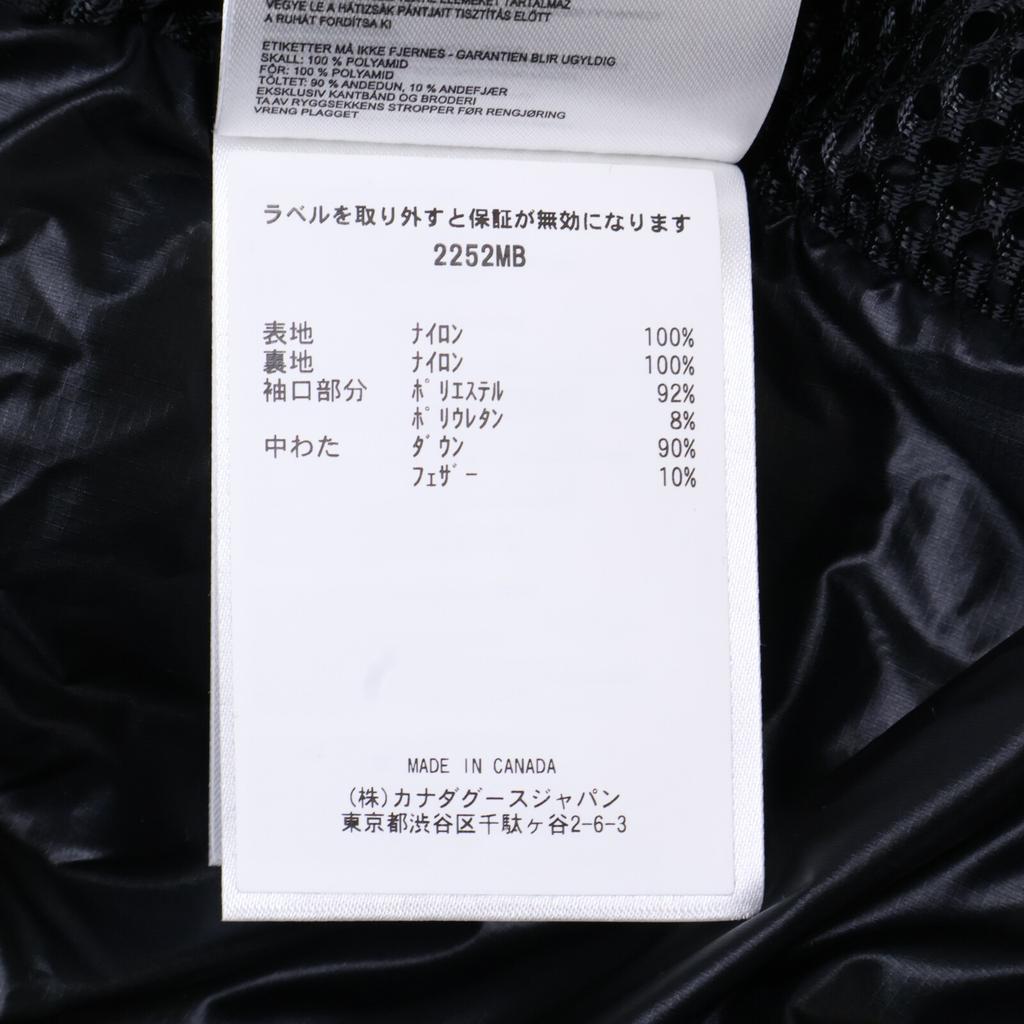 VEGYE LE A HÁTIZSÁK PÁNTJAIT TISZTÍTÁS ELŐTT
A RUHÁT FORDÍTSA KI
ETIKETTER MÅ IKKE FJERNES - GARANTIEN BLIR UGYLDIG
SKALL: 100 % POLYAMID
FÔR: 100 % POLYAMID
TÖLTET: 90 % ANDEDUN, 10 % ANDEFJÆR
EKSKLUSIV KANTBÅND OG BRODERI
TA AV RYGGSEKKENS STROPPER FØR RENGJØRING
VRENG PLAGGET
ラベルを取り外すと保証が無効になります
2252MB
表地 ﾅｲﾛﾝ 100%
裏地 ﾅｲﾛﾝ 100%
袖口部分 ﾎﾟﾘｴｽﾃﾙ 92%
ﾎﾟﾘｳﾚﾀﾝ 8%
中わた ﾀﾞｳﾝ 90%
ﾌｪｻﾞｰ 10%
MADE IN CANADA
(株)カナダグースジャパン
東京都渋谷区千駄ヶ谷2-6-3